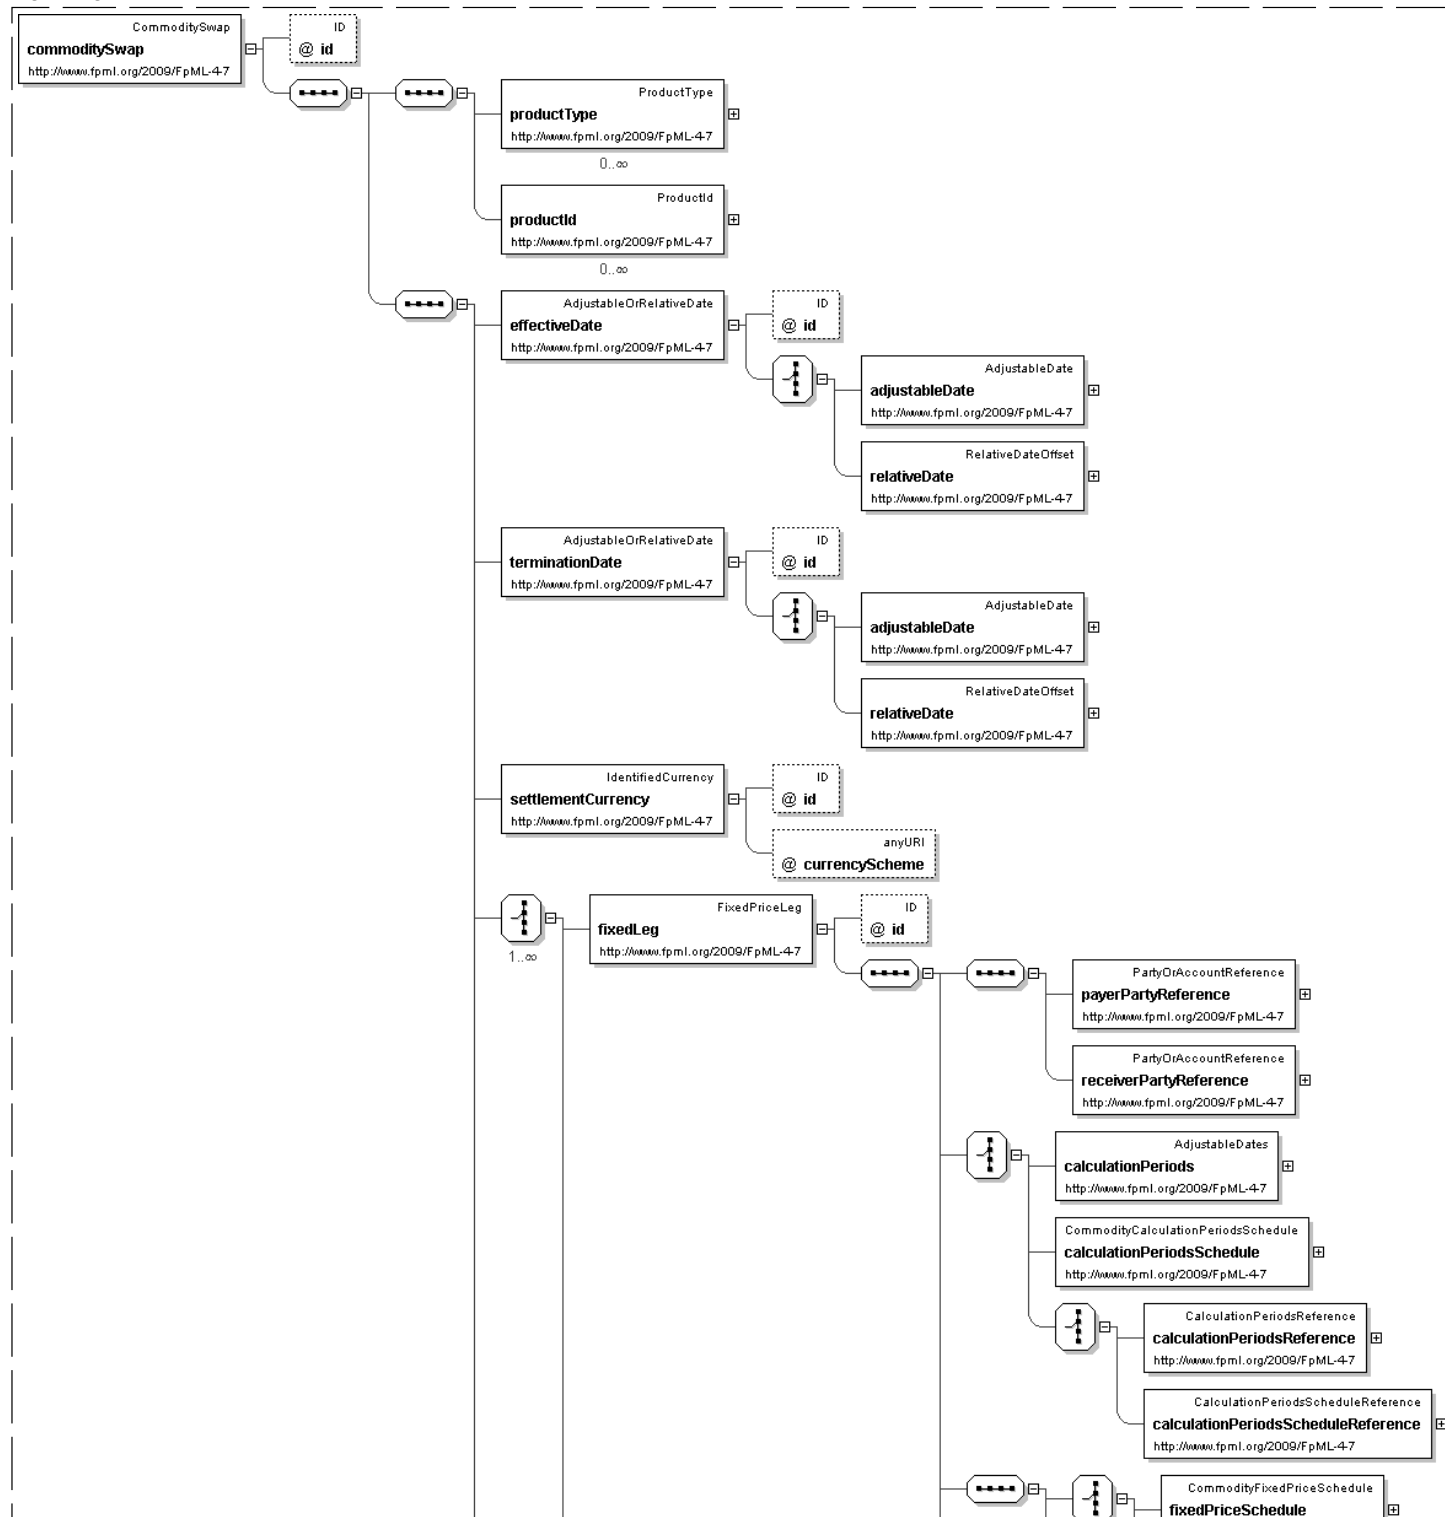 CommoditySwap
commoditySwap
http://www.fpml.org/2009/FpML-4-7
ID
@ id
ProductType
productType
http://www.fpml.org/2009/FpML-4-7
0..∞
ProductId
productId
http://www.fpml.org/2009/FpML-4-7
0..∞
AdjustableOrRelativeDate
effectiveDate
http://www.fpml.org/2009/FpML-4-7
ID
@ id
AdjustableDate
adjustableDate
http://www.fpml.org/2009/FpML-4-7
RelativeDateOffset
relativeDate
http://www.fpml.org/2009/FpML-4-7
AdjustableOrRelativeDate
terminationDate
http://www.fpml.org/2009/FpML-4-7
ID
@ id
AdjustableDate
adjustableDate
http://www.fpml.org/2009/FpML-4-7
RelativeDateOffset
relativeDate
http://www.fpml.org/2009/FpML-4-7
IdentifiedCurrency
settlementCurrency
http://www.fpml.org/2009/FpML-4-7
ID
@ id
anyURI
@ currencyScheme
1..∞
FixedPriceLeg
fixedLeg
http://www.fpml.org/2009/FpML-4-7
ID
@ id
PartyOrAccountReference
payerPartyReference
http://www.fpml.org/2009/FpML-4-7
PartyOrAccountReference
receiverPartyReference
http://www.fpml.org/2009/FpML-4-7
AdjustableDates
calculationPeriods
http://www.fpml.org/2009/FpML-4-7
CommodityCalculationPeriodsSchedule
calculationPeriodsSchedule
http://www.fpml.org/2009/FpML-4-7
CalculationPeriodsReference
calculationPeriodsReference
http://www.fpml.org/2009/FpML-4-7
CalculationPeriodsScheduleReference
calculationPeriodsScheduleReference
http://www.fpml.org/2009/FpML-4-7
CommodityFixedPriceSchedule
fixedPriceSchedule